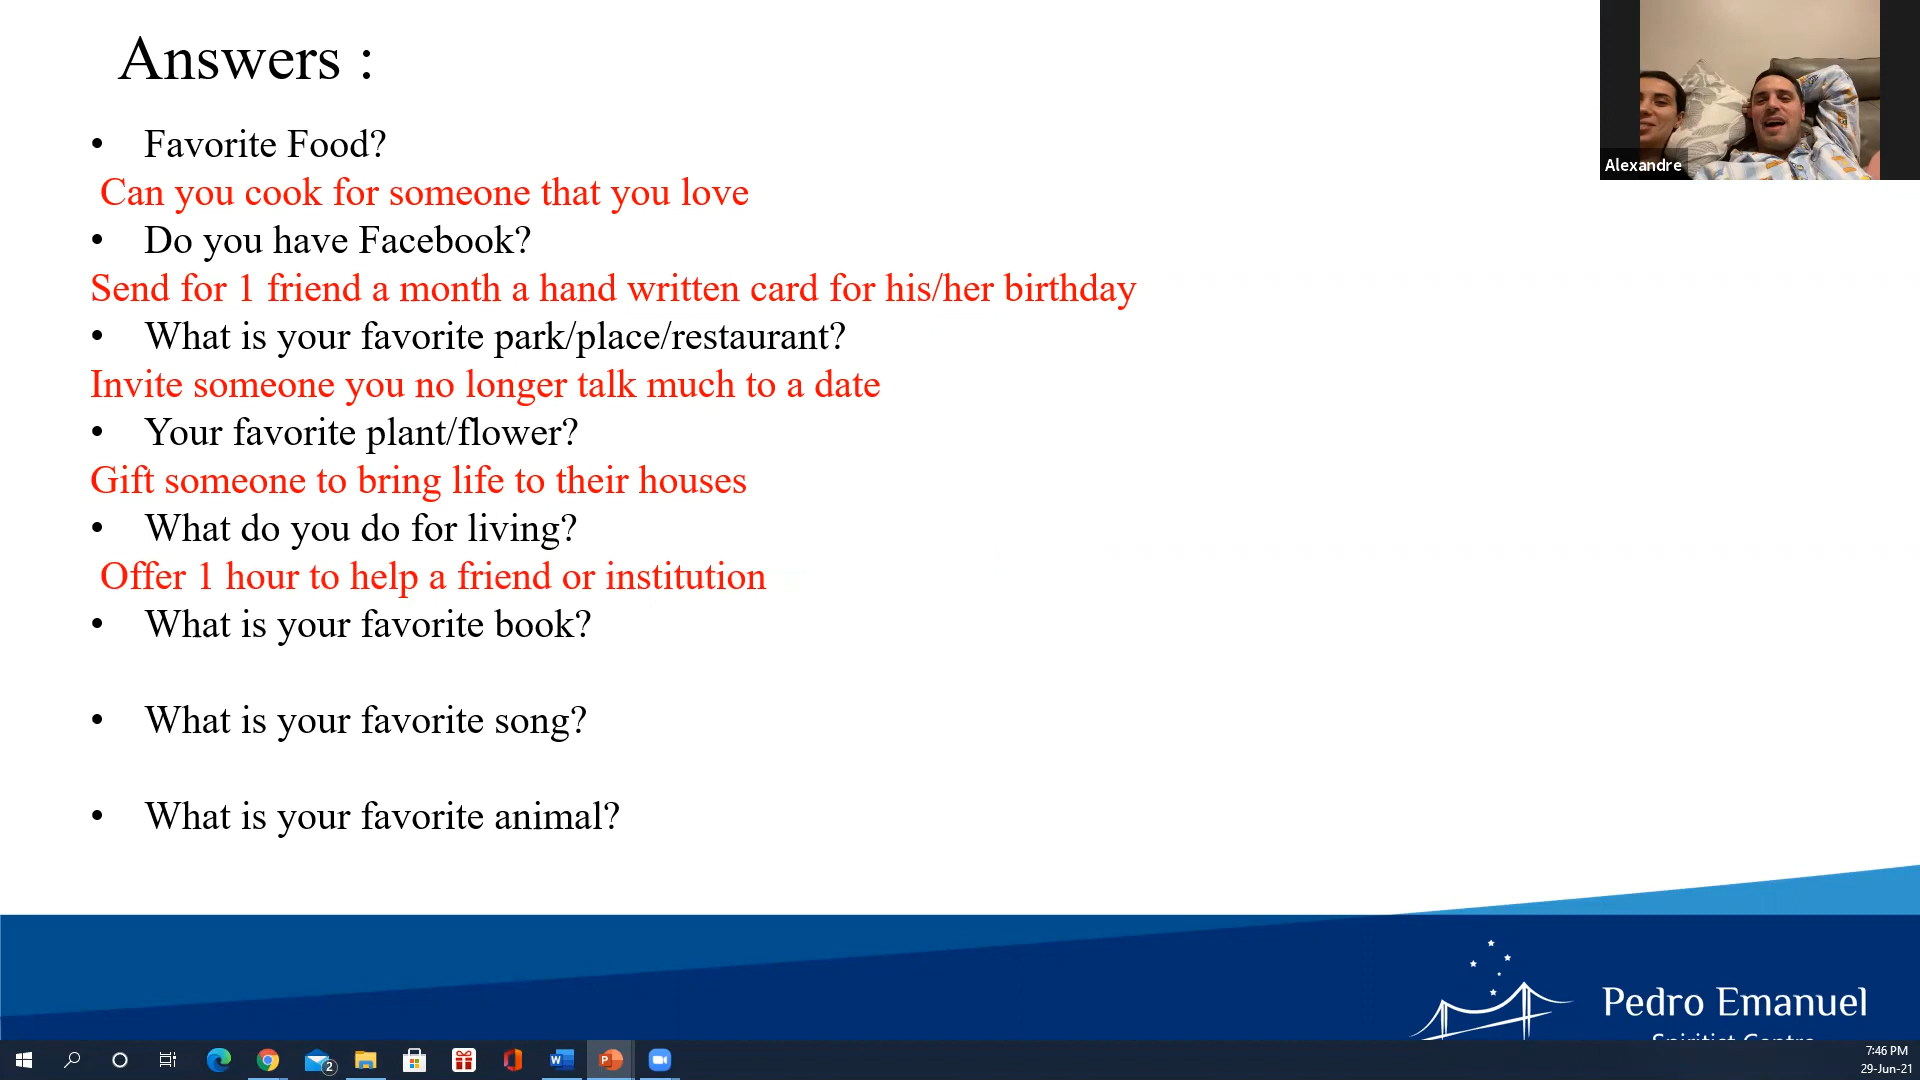 Answers :
• Favorite Food?
Can you cook for someone that you love
• Do you have Facebook?
Send for 1 friend a month a hand written card for his/her birthday
• What is your favorite park/place/restaurant?
Invite someone you no longer talk much to a date
• Your favorite plant/flower?
Gift someone to bring life to their houses
• What do you do for living?
Offer 1 hour to help a friend or institution
• What is your favorite book?
• What is your favorite song?
• What is your favorite animal?
Alexandre
Pedro Emanuel
Spiritist Centre
2
7:46 PM
29-Jun-21